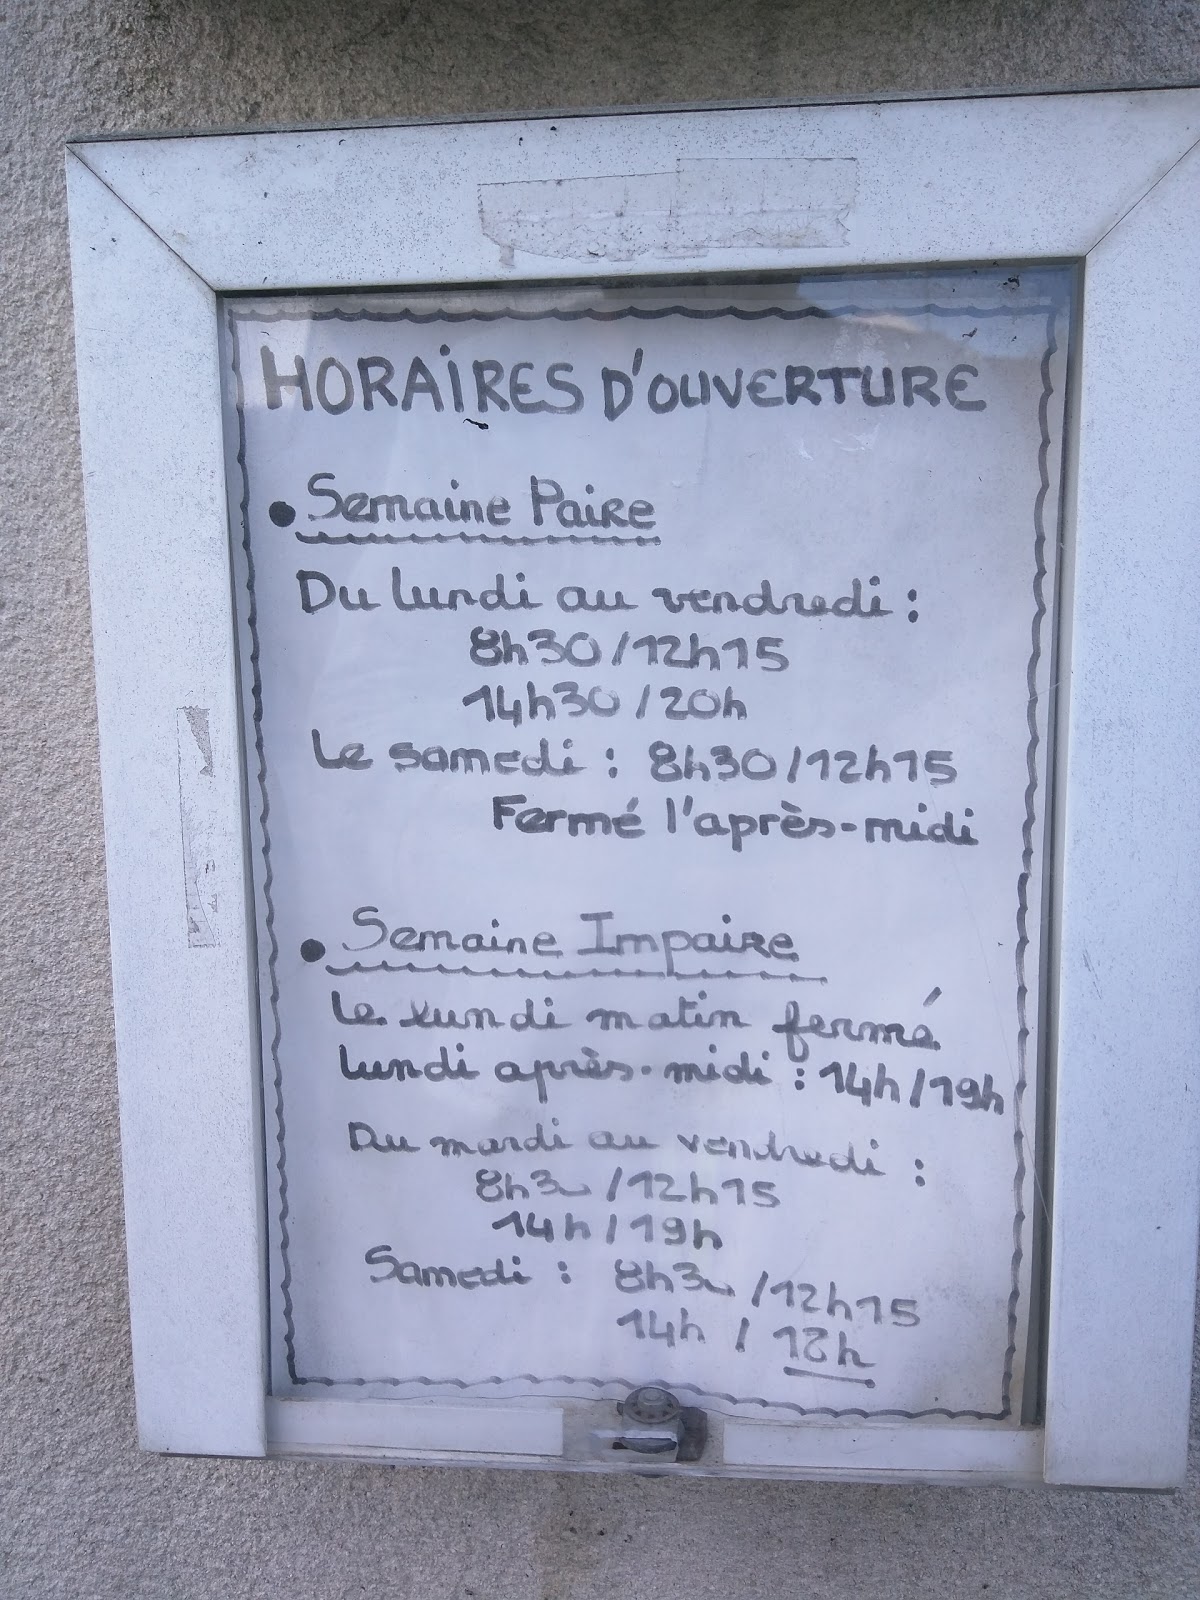 HORAIRES D'OUVERTURE
• Semaine Paire
Du lundi au vendredi :
8h30/12h15
14h30/20h
Le samedi : 8h30/12h15
Fermé l'après-midi
• Semaine Impaire
Le lundi matin fermé
lundi après-midi : 14h/19h
Du mardi au vendredi :
8h30/12h15
14h/19h
Samedi : 8h30/12h15
14h/